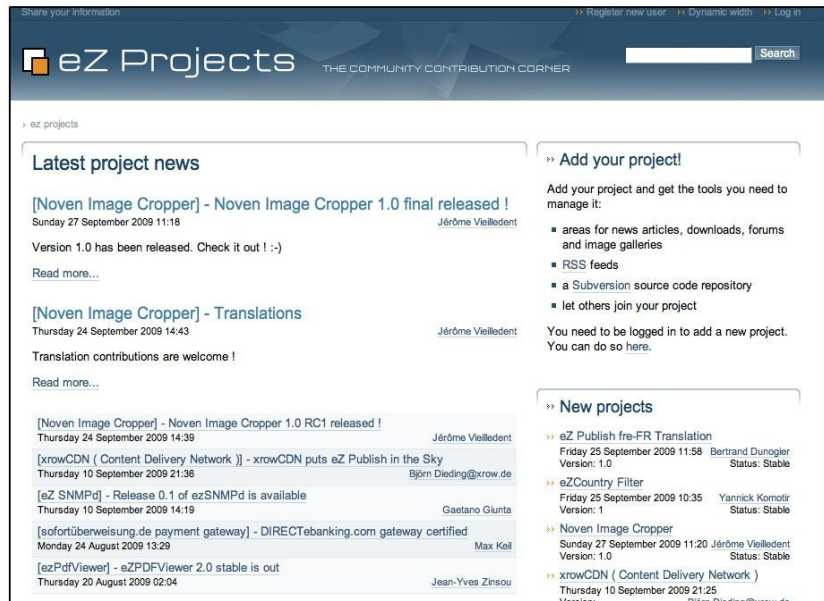 Share your information
Register new user Dynamic width Log in
eZ Projects
THE COMMUNITY CONTRIBUTION CORNER
Search
ez projects
Latest project news
[Noven Image Cropper] - Noven Image Cropper 1.0 final released !
Sunday 27 September 2009 11:18 Jérôme Vieilledent
Version 1.0 has been released. Check it out ! :-)
Read more...
[Noven Image Cropper] - Translations
Thursday 24 September 2009 14:43 Jérôme Vieilledent
Translation contributions are welcome !
Read more...
[Noven Image Cropper] - Noven Image Cropper 1.0 RC1 released !
Thursday 24 September 2009 14:39 Jérôme Vieilledent
[xrowCDN ( Content Delivery Network )] - xrowCDN puts eZ Publish in the Sky
Thursday 10 September 2009 21:36 Björn Dieding@xrow.de
[eZ SNMPd] - Release 0.1 of ezSNMPd is available
Thursday 10 September 2009 14:19 Gaetano Giunta
[sofortüberweisung.de payment gateway] - DIRECTebanking.com gateway certified
Monday 24 August 2009 13:29 Max Keil
[ezPdfViewer] - eZPDFViewer 2.0 stable is out
Thursday 20 August 2009 02:04 Jean-Yves Zinsou
Add your project!
Add your project and get the tools you need to
manage it:
areas for news articles, downloads, forums
and image galleries
RSS feeds
a Subversion source code repository
let others join your project
You need to be logged in to add a new project.
You can do so here.
New projects
eZ Publish fre-FR Translation
Friday 25 September 2009 11:58 Bertrand Dunogier
Version: 1.0 Status: Stable
eZCountry Filter
Friday 25 September 2009 10:35 Yannick Komotir
Version: 1 Status: Stable
Noven Image Cropper
Sunday 27 September 2009 11:20 Jérôme Vieilledent
Version: 1.0 Status: Stable
xrowCDN ( Content Delivery Network )
Thursday 10 September 2009 21:25
Version: Björn Dieding@xrow.de